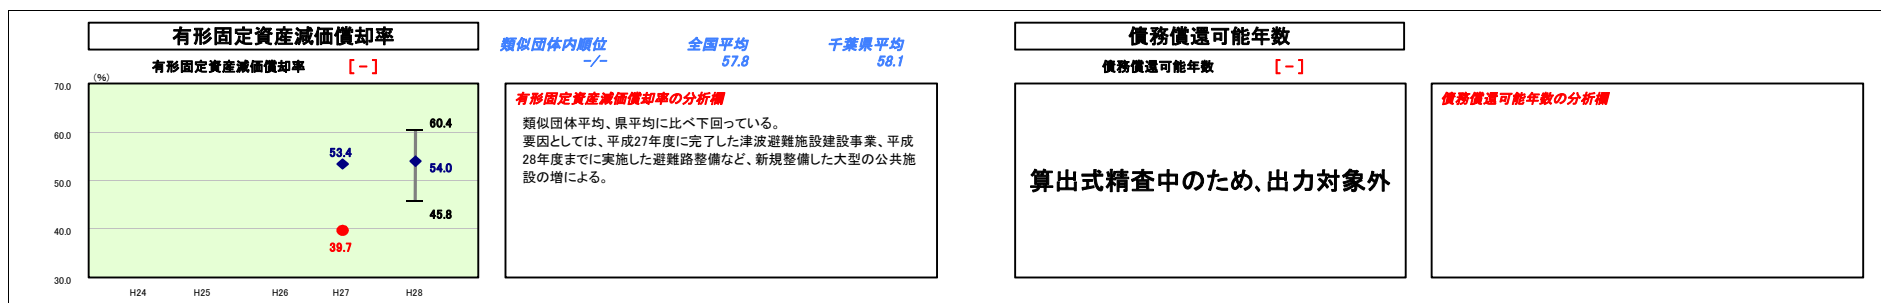 有形固定資産減価償却率
有形固定資産減価償却率 [ - ]
類似団体内順位
-/-
全国平均
57.8
千葉県平均
58.1
(%)
70.0
60.0
50.0
40.0
30.0
60.4
53.4
54.0
45.8
39.7
H24 H25 H26 H27 H28
有形固定資産減価償却率の分析欄
類似団体平均、県平均に比べ下回っている。
要因としては、平成27年度に完了した津波避難施設建設事業、平成
28年度までに実施した避難路整備など、新規整備した大型の公共施
設の増による。
債務償還可能年数
債務償還可能年数 [ - ]
算出式精査中のため、出力対象外
債務償還可能年数の分析欄